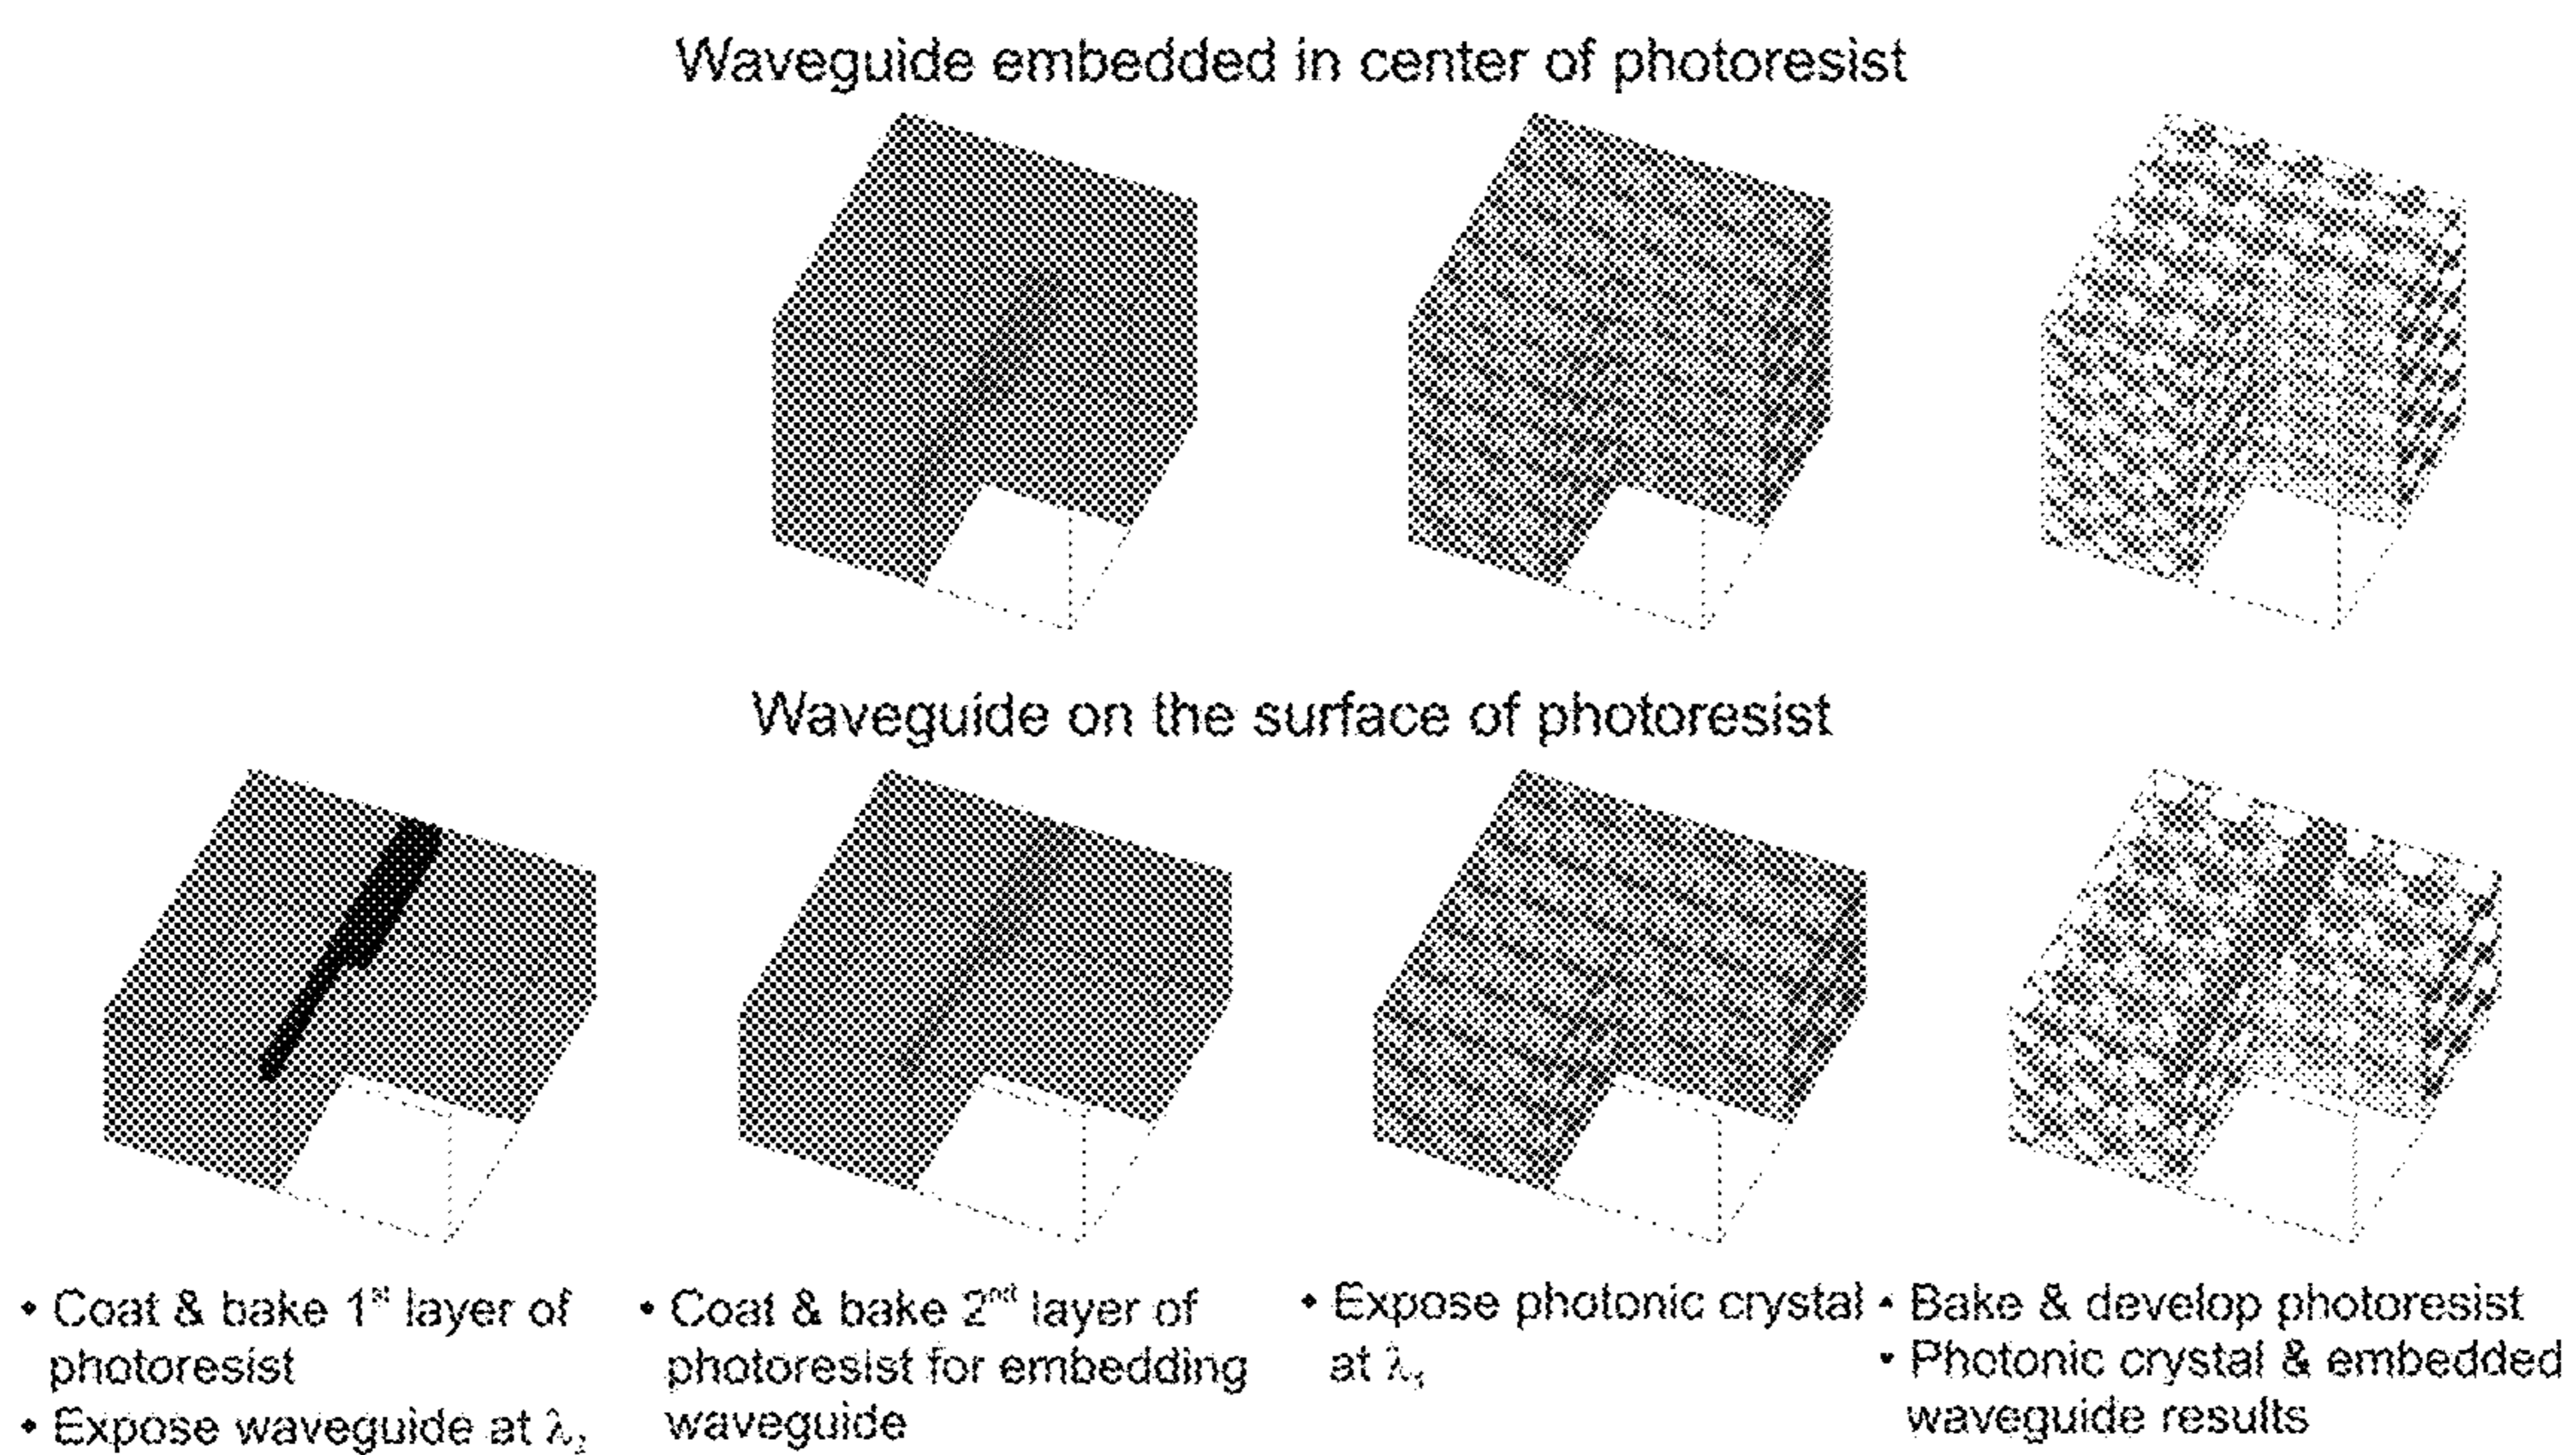 Waveguide embedded in center of photoresist
Waveguide on the surface of photoresist
• Coat & bake 1st layer of
photoresist
• Expose waveguide at λ₂
• Coat & bake 2nd layer of
photoresist for embedding
waveguide
• Expose photonic crystal
at λ₁
• Bake & develop photoresist
• Photonic crystal & embedded
waveguide results